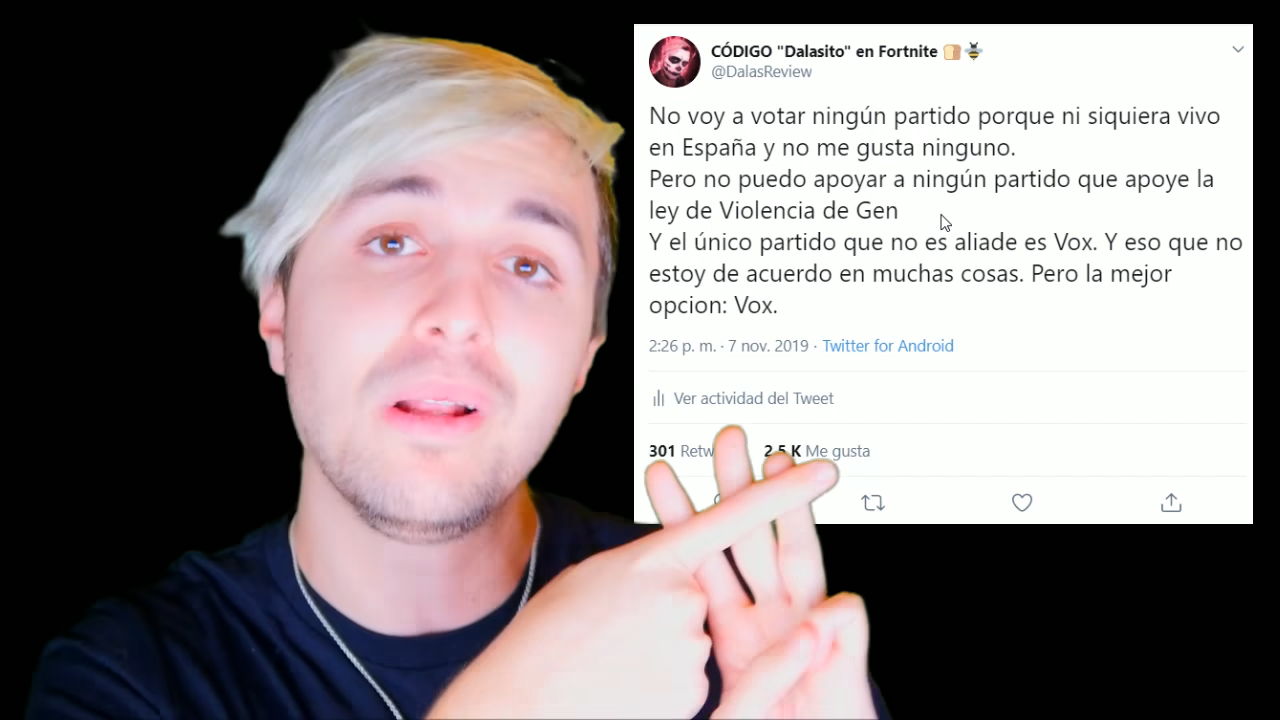 CÓDIGO "Dalasito" en Fortnite 🍞🐝
@DalasReview
No voy a votar ningún partido porque ni siquiera vivo
en España y no me gusta ninguno.
Pero no puedo apoyar a ningún partido que apoye la
ley de Violencia de Gen
Y el único partido que no es aliade es Vox. Y eso que no
estoy de acuerdo en muchas cosas. Pero la mejor
opcion: Vox.
2:26 p. m. · 7 nov. 2019 · Twitter for Android
Ver actividad del Tweet
301 Retw 2,5 K Me gusta